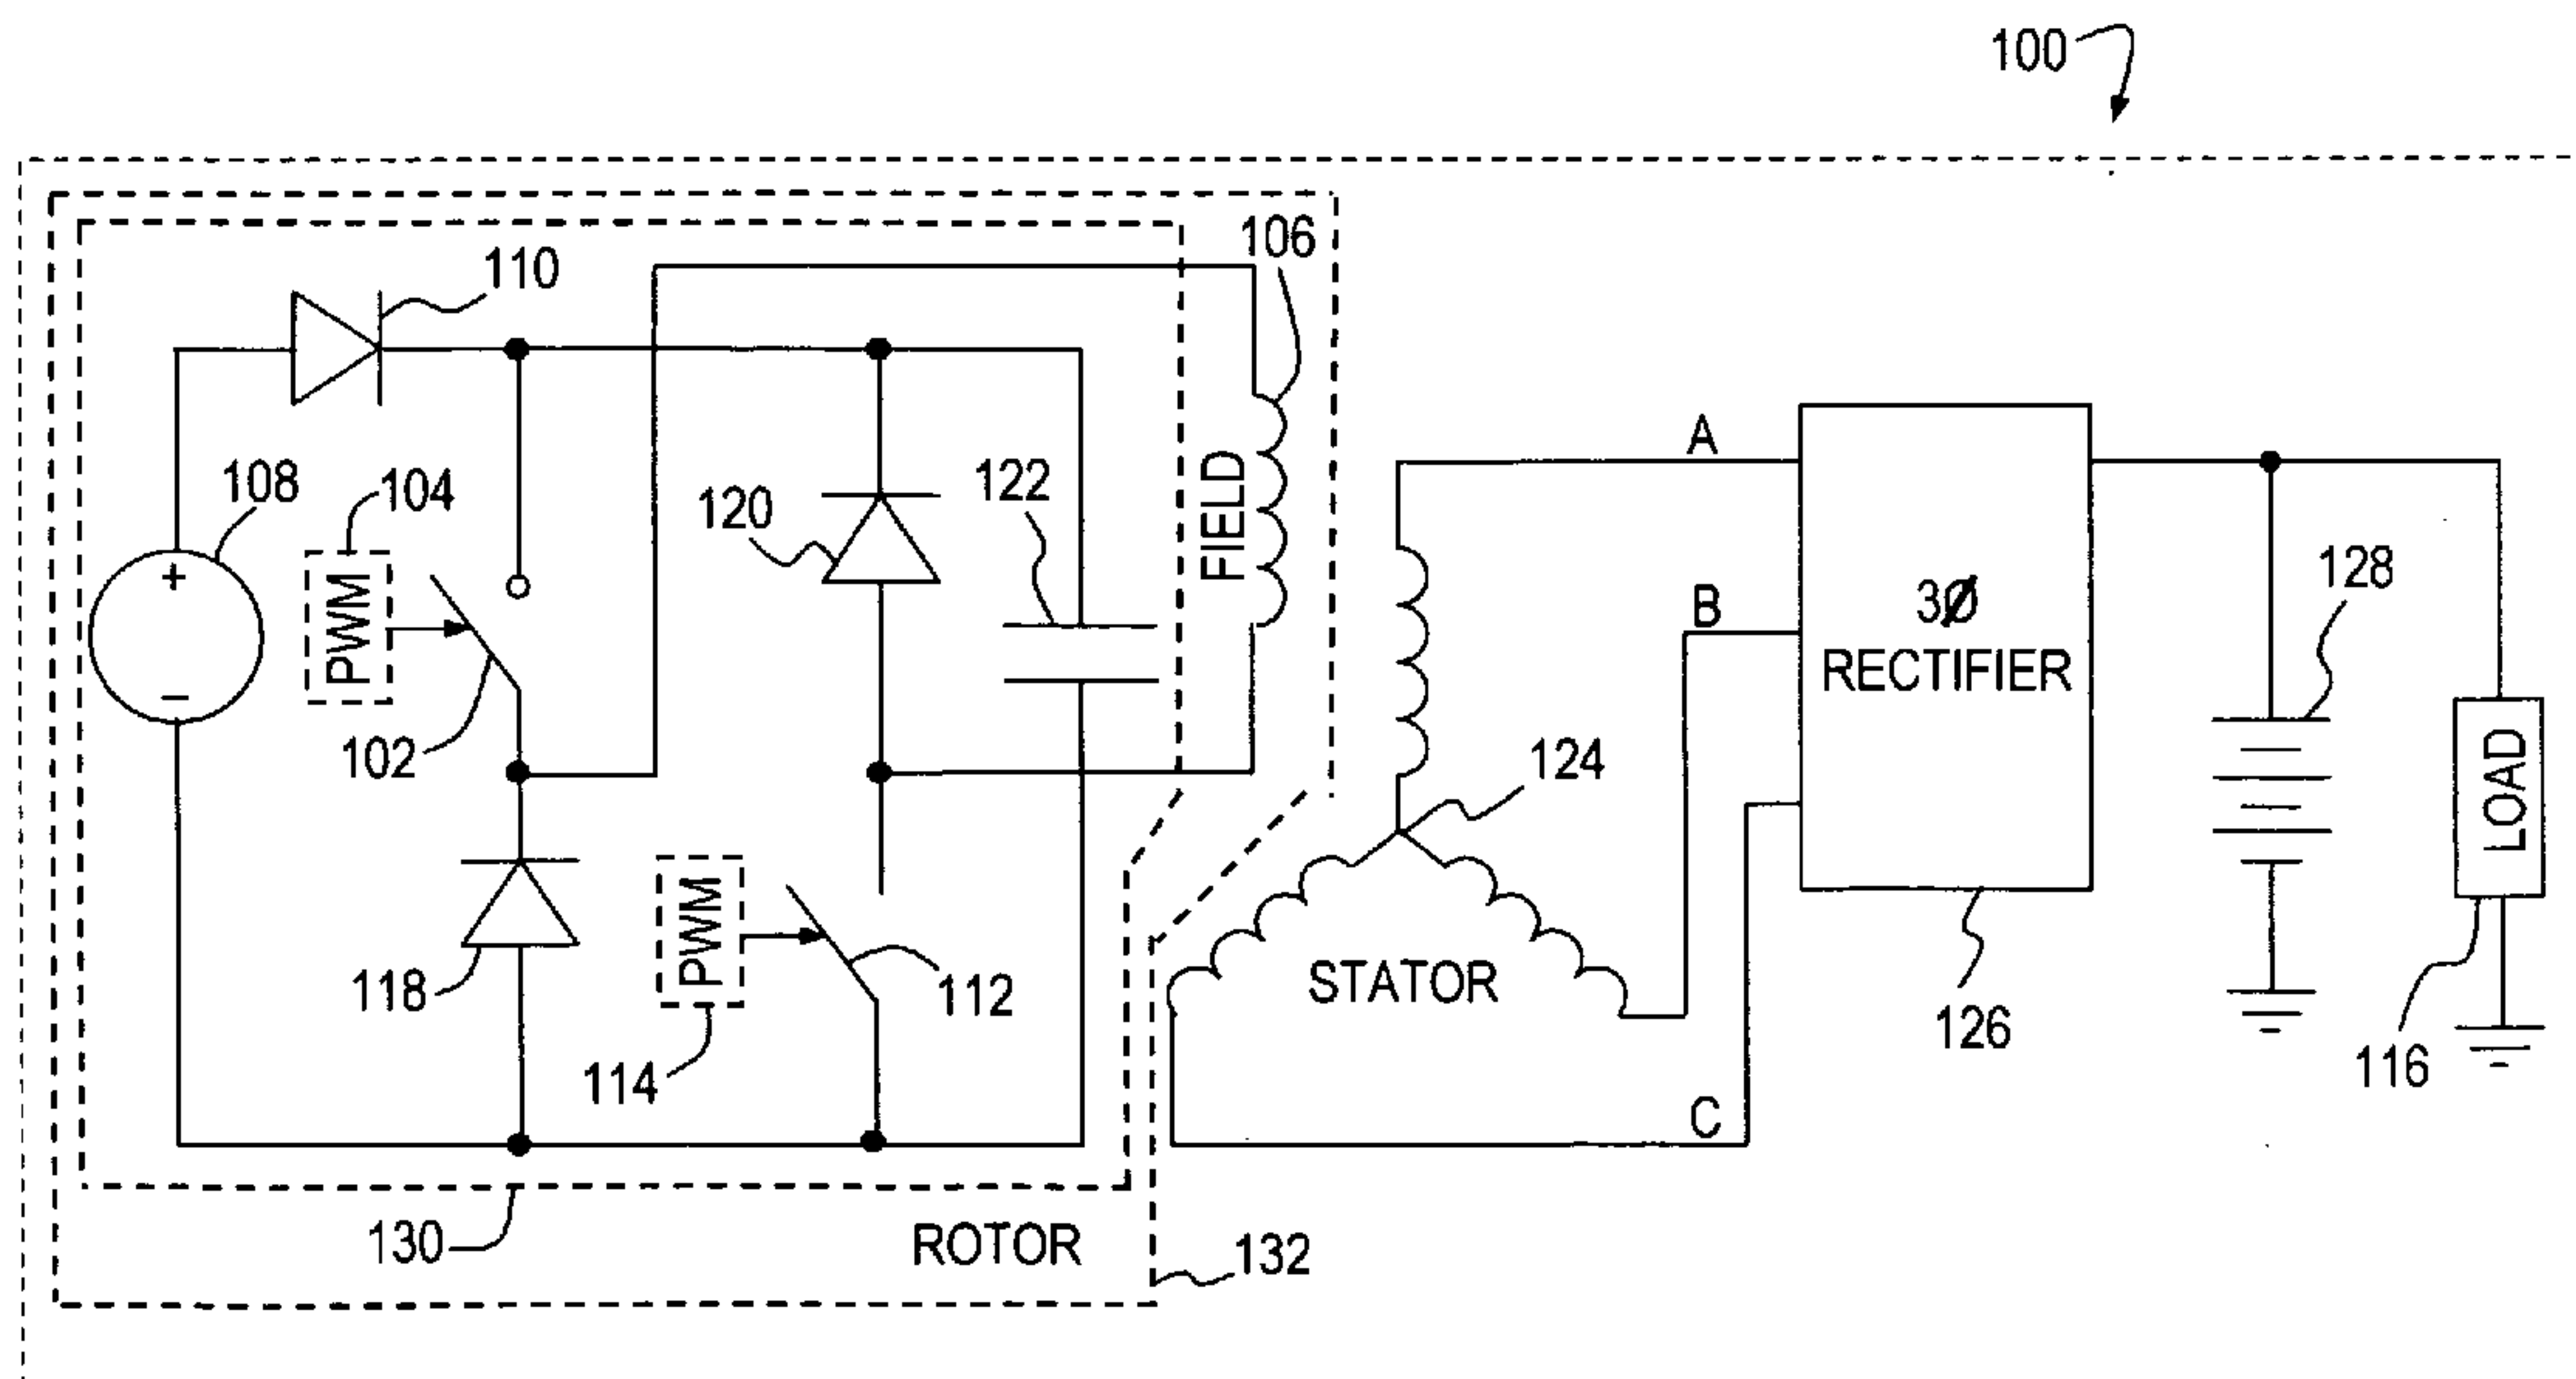 100
106
110
A
108
104
120
122
FIELD
B
128
+
PWM
3Ø
RECTIFIER
–
102
124
LOAD
PWM
118
112
STATOR
126
114
116
C
130
ROTOR
132